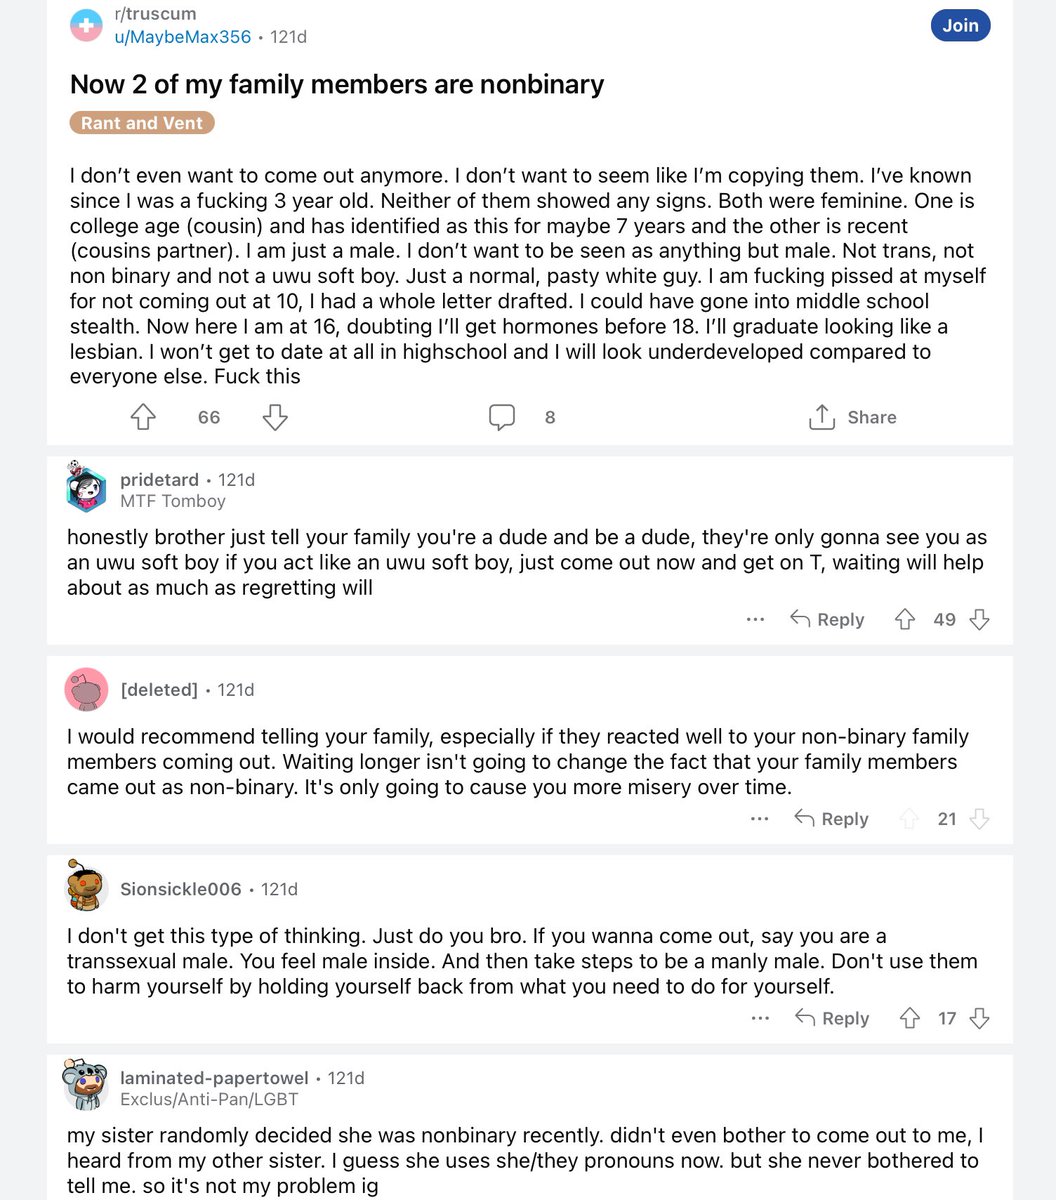 r/truscum
u/MaybeMax356 • 121d
Join
Now 2 of my family members are nonbinary
Rant and Vent
I don’t even want to come out anymore. I don’t want to seem like I’m copying them. I’ve known
since I was a fucking 3 year old. Neither of them showed any signs. Both were feminine. One is
college age (cousin) and has identified as this for maybe 7 years and the other is recent
(cousins partner). I am just a male. I don’t want to be seen as anything but male. Not trans, not
non binary and not a uwu soft boy. Just a normal, pasty white guy. I am fucking pissed at myself
for not coming out at 10, I had a whole letter drafted. I could have gone into middle school
stealth. Now here I am at 16, doubting I’ll get hormones before 18. I’ll graduate looking like a
lesbian. I won’t get to date at all in highschool and I will look underdeveloped compared to
everyone else. Fuck this
66
8
Share
pridetard • 121d
MTF Tomboy
honestly brother just tell your family you're a dude and be a dude, they're only gonna see you as
an uwu soft boy if you act like an uwu soft boy, just come out now and get on T, waiting will help
about as much as regretting will
... Reply 49
[deleted] • 121d
I would recommend telling your family, especially if they reacted well to your non-binary family
members coming out. Waiting longer isn't going to change the fact that your family members
came out as non-binary. It's only going to cause you more misery over time.
... Reply 21
Sionsickle006 • 121d
I don't get this type of thinking. Just do you bro. If you wanna come out, say you are a
transsexual male. You feel male inside. And then take steps to be a manly male. Don't use them
to harm yourself by holding yourself back from what you need to do for yourself.
... Reply 17
laminated-papertowel • 121d
Exclus/Anti-Pan/LGBT
my sister randomly decided she was nonbinary recently. didn't even bother to come out to me, I
heard from my other sister. I guess she uses she/they pronouns now. but she never bothered to
tell me. so it's not my problem ig